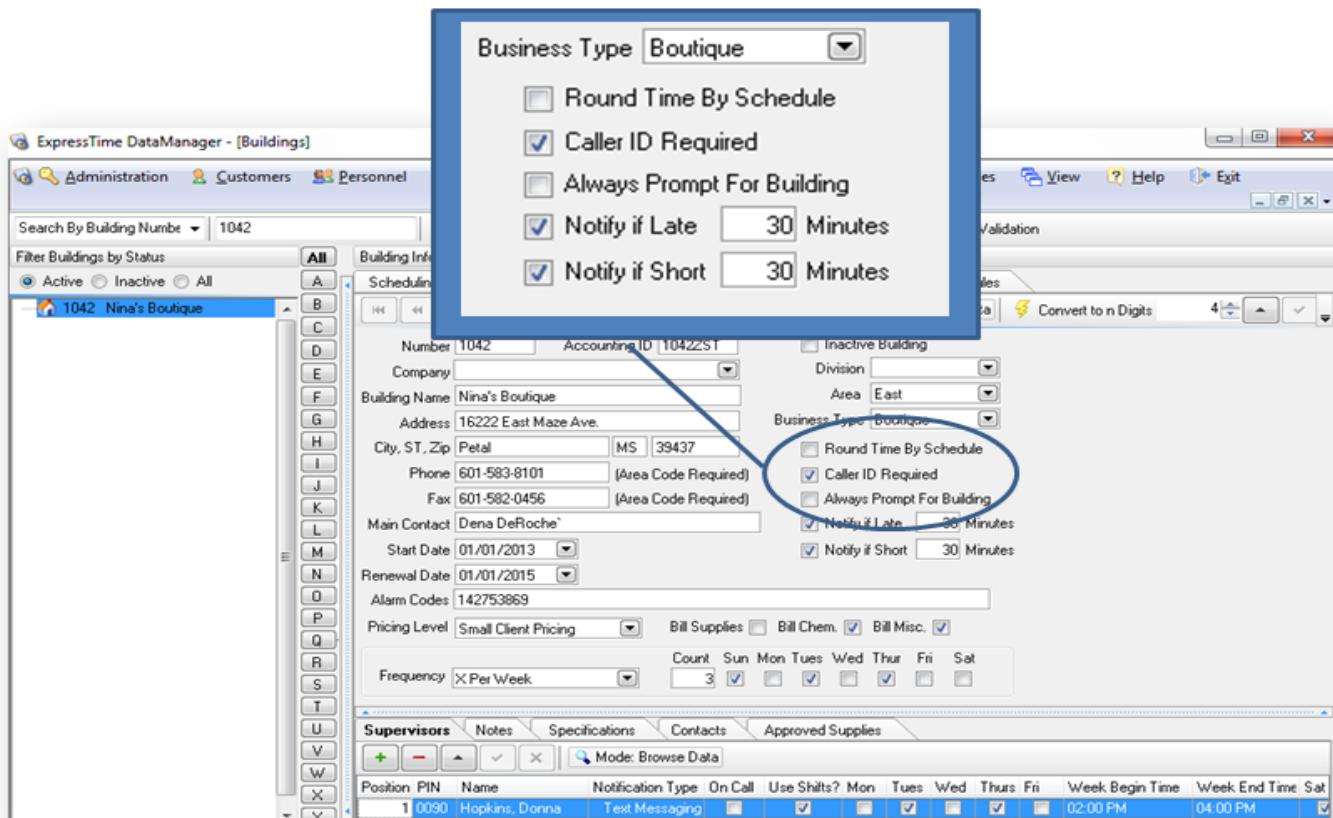 Business Type Boutique
Round Time By Schedule
Caller ID Required
Always Prompt For Building
Notify if Late 30 Minutes
Notify if Short 30 Minutes
ExpressTime DataManager - [Buildings]
Administration Customers Personnel View Help Exit
Search By Building Numbe 1042 Validation
Filter Buildings by Status All Building Inf
Active Inactive All A Schedulin
1042 Nina's Boutique B Convert to n Digits 4
C
D Number 1042 Accounting ID 1042ZST Inactive Building
E Company Division
F Building Name Nina's Boutique Area East
G Address 16222 East Maze Ave. Business Type Boutique
H City, ST, Zip Petal MS 39437 Round Time By Schedule
I Phone 601-583-8101 (Area Code Required) Caller ID Required
J
K Fax 601-582-0456 (Area Code Required) Always Prompt For Building
L Main Contact Dena DeRoche` Notify if Late 30 Minutes
M Start Date 01/01/2013 Notify if Short 30 Minutes
N Renewal Date 01/01/2015
O Alarm Codes 142753869
P
Q Pricing Level Small Client Pricing Bill Supplies Bill Chem. Bill Misc.
R Count Sun Mon Tues Wed Thur Fri Sat
S Frequency X Per Week 3
T
U Supervisors Notes Specifications Contacts Approved Supplies
V Mode: Browse Data
W
X Position PIN Name Notification Type On Call Use Shifts? Mon Tues Wed Thurs Fri Week Begin Time Week End Time Sat
Y 1 0090 Hopkins, Donna Text Messaging 02:00 PM 04:00 PM